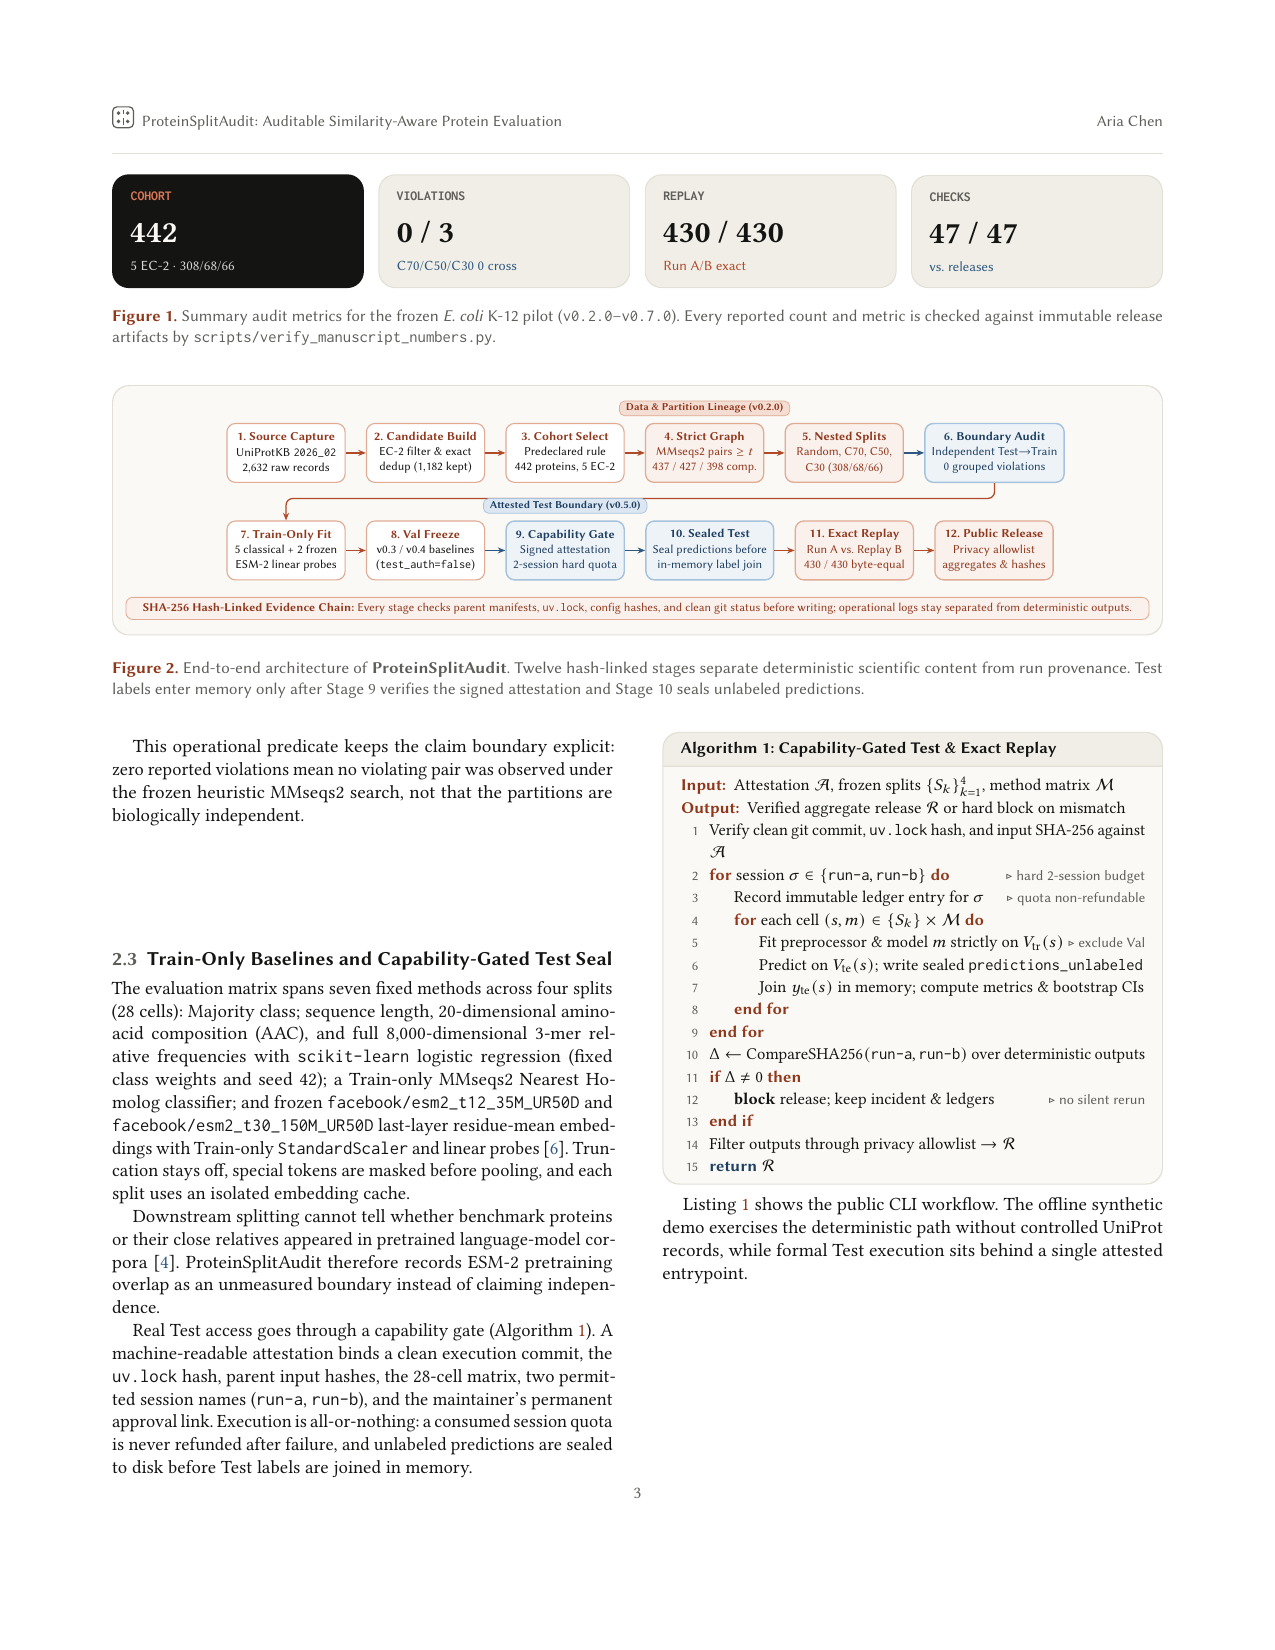 ProteinSplitAudit: Auditable Similarity-Aware Protein Evaluation
Aria Chen
COHORT
442
5 EC-2 · 308/68/66
VIOLATIONS
0 / 3
C70/C50/C30 0 cross
REPLAY
430 / 430
Run A/B exact
CHECKS
47 / 47
vs. releases
Figure 1. Summary audit metrics for the frozen E. coli K-12 pilot (v0.2.0–v0.7.0). Every reported count and metric is checked against immutable release
artifacts by scripts/verify_manuscript_numbers.py.
Data & Partition Lineage (v0.2.0)
1. Source Capture
UniProtKB 2026_02
2,632 raw records
2. Candidate Build
EC-2 filter & exact
dedup (1,182 kept)
3. Cohort Select
Predeclared rule
442 proteins, 5 EC-2
4. Strict Graph
MMseqs2 pairs ≥ t
437 / 427 / 398 comp.
5. Nested Splits
Random, C70, C50,
C30 (308/68/66)
6. Boundary Audit
Independent Test→Train
0 grouped violations
Attested Test Boundary (v0.5.0)
7. Train-Only Fit
5 classical + 2 frozen
ESM-2 linear probes
8. Val Freeze
v0.3 / v0.4 baselines
(test_auth=false)
9. Capability Gate
Signed attestation
2-session hard quota
10. Sealed Test
Seal predictions before
in-memory label join
11. Exact Replay
Run A vs. Replay B
430 / 430 byte-equal
12. Public Release
Privacy allowlist
aggregates & hashes
SHA-256 Hash-Linked Evidence Chain: Every stage checks parent manifests, uv.lock, config hashes, and clean git status before writing; operational logs stay separated from deterministic outputs.
Figure 2. End-to-end architecture of ProteinSplitAudit. Twelve hash-linked stages separate deterministic scientific content from run provenance. Test
labels enter memory only after Stage 9 verifies the signed attestation and Stage 10 seals unlabeled predictions.
This operational predicate keeps the claim boundary explicit:
zero reported violations mean no violating pair was observed under
the frozen heuristic MMseqs2 search, not that the partitions are
biologically independent.
2.3 Train-Only Baselines and Capability-Gated Test Seal
The evaluation matrix spans seven fixed methods across four splits
(28 cells): Majority class; sequence length, 20-dimensional amino-
acid composition (AAC), and full 8,000-dimensional 3-mer rel-
ative frequencies with scikit-learn logistic regression (fixed
class weights and seed 42); a Train-only MMseqs2 Nearest Ho-
molog classifier; and frozen facebook/esm2_t12_35M_UR50D and
facebook/esm2_t30_150M_UR50D last-layer residue-mean embed-
dings with Train-only StandardScaler and linear probes [6]. Trun-
cation stays off, special tokens are masked before pooling, and each
split uses an isolated embedding cache.
Downstream splitting cannot tell whether benchmark proteins
or their close relatives appeared in pretrained language-model cor-
pora [4]. ProteinSplitAudit therefore records ESM-2 pretraining
overlap as an unmeasured boundary instead of claiming indepen-
dence.
Real Test access goes through a capability gate (Algorithm 1). A
machine-readable attestation binds a clean execution commit, the
uv.lock hash, parent input hashes, the 28-cell matrix, two permit-
ted session names (run-a, run-b), and the maintainer's permanent
approval link. Execution is all-or-nothing: a consumed session quota
is never refunded after failure, and unlabeled predictions are sealed
to disk before Test labels are joined in memory.
Algorithm 1: Capability-Gated Test & Exact Replay
Input: Attestation 𝒜, frozen splits {S_k}_{k=1}^4, method matrix ℳ
Output: Verified aggregate release ℛ or hard block on mismatch
1 Verify clean git commit, uv.lock hash, and input SHA-256 against
𝒜
2 for session σ ∈ {run-a, run-b} do ▹ hard 2-session budget
3 Record immutable ledger entry for σ ▹ quota non-refundable
4 for each cell (s, m) ∈ {S_k} × ℳ do
5 Fit preprocessor & model m strictly on V_tr(s) ▹ exclude Val
6 Predict on V_te(s); write sealed predictions_unlabeled
7 Join y_te(s) in memory; compute metrics & bootstrap CIs
8 end for
9 end for
10 Δ ← CompareSHA256(run-a, run-b) over deterministic outputs
11 if Δ ≠ 0 then
12 block release; keep incident & ledgers ▹ no silent rerun
13 end if
14 Filter outputs through privacy allowlist → ℛ
15 return ℛ
Listing 1 shows the public CLI workflow. The offline synthetic
demo exercises the deterministic path without controlled UniProt
records, while formal Test execution sits behind a single attested
entrypoint.
3